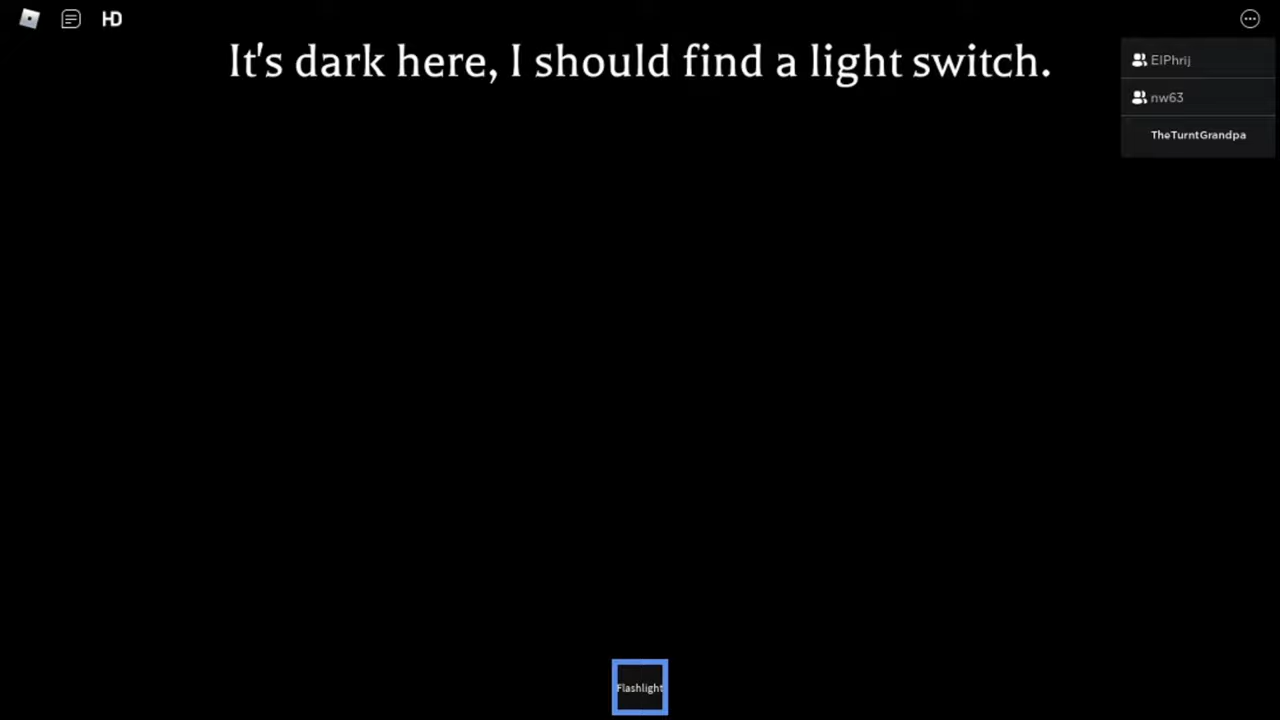 HD
It's dark here, I should find a light switch.
ElPhrij
nw63
TheTurntGrandpa
Flashlight